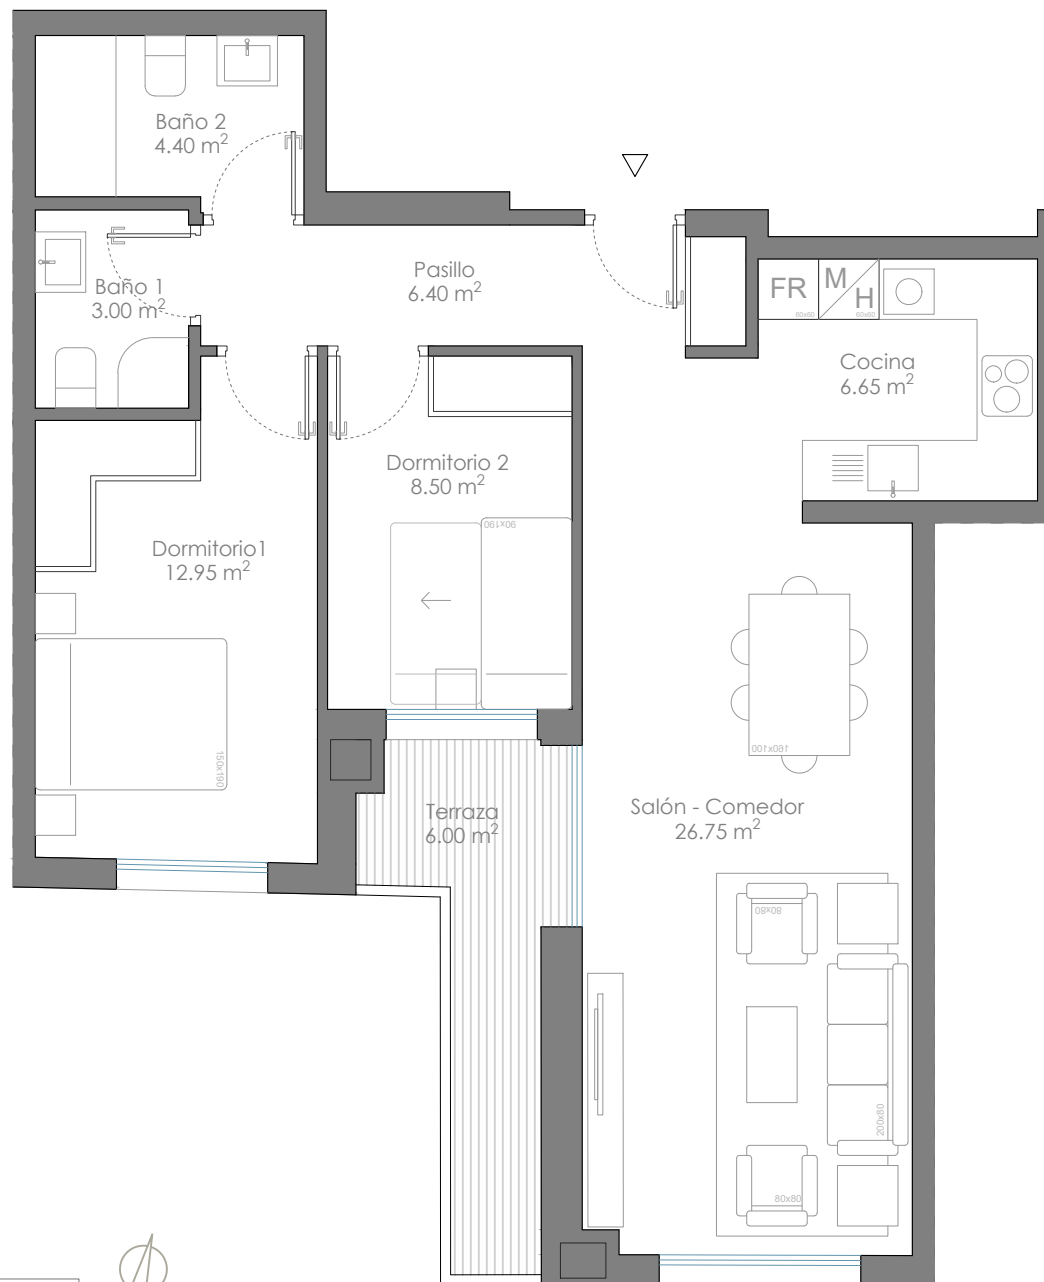 Baño 2
4.40 m²
Pasillo
6.40 m²
Baño 1
3.00 m²
FR
60x60
M
H
60x60
Cocina
6.65 m²
Dormitorio 2
8.50 m²
90x190
Dormitorio1
12.95 m²
150x190
160x100
Terraza
6.00 m²
Salón - Comedor
26.75 m²
80x80
200x80
80x80